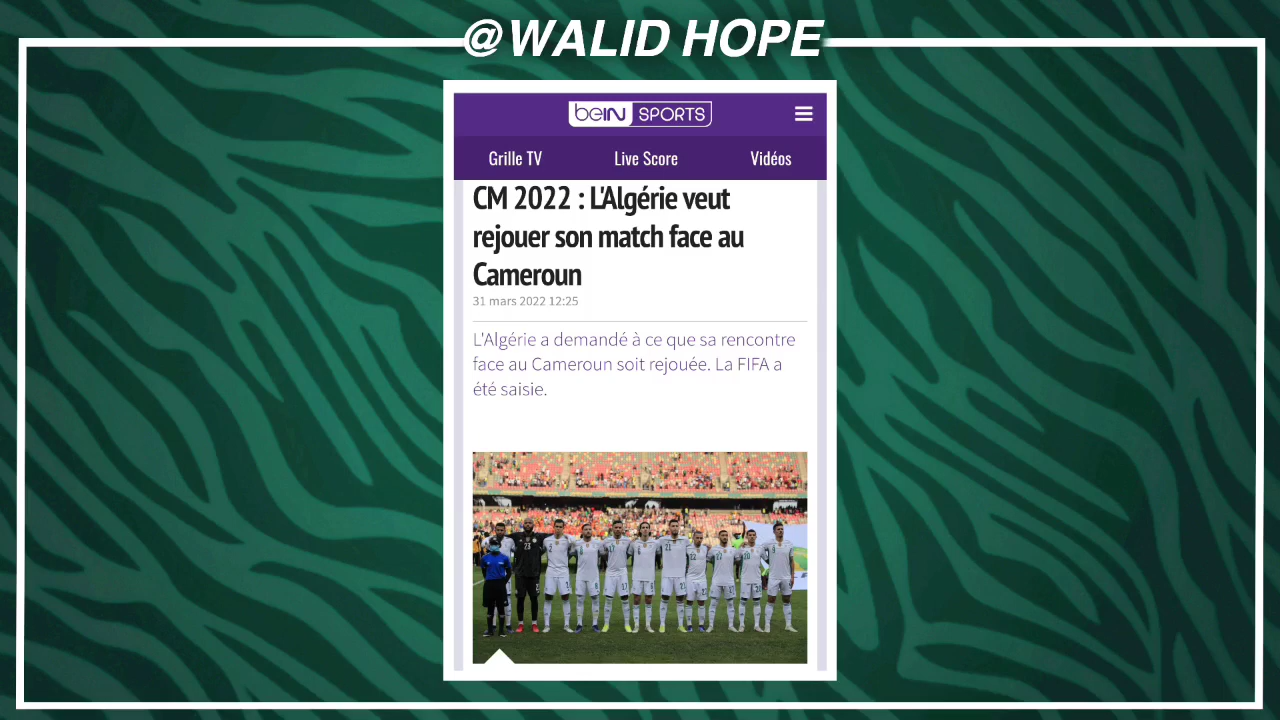 @WALID HOPE
beIN SPORTS
Grille TV Live Score Vidéos
CM 2022 : L'Algérie veut
rejouer son match face au
Cameroun
31 mars 2022 12:25
L'Algérie a demandé à ce que sa rencontre
face au Cameroun soit rejouée. La FIFA a
été saisie.